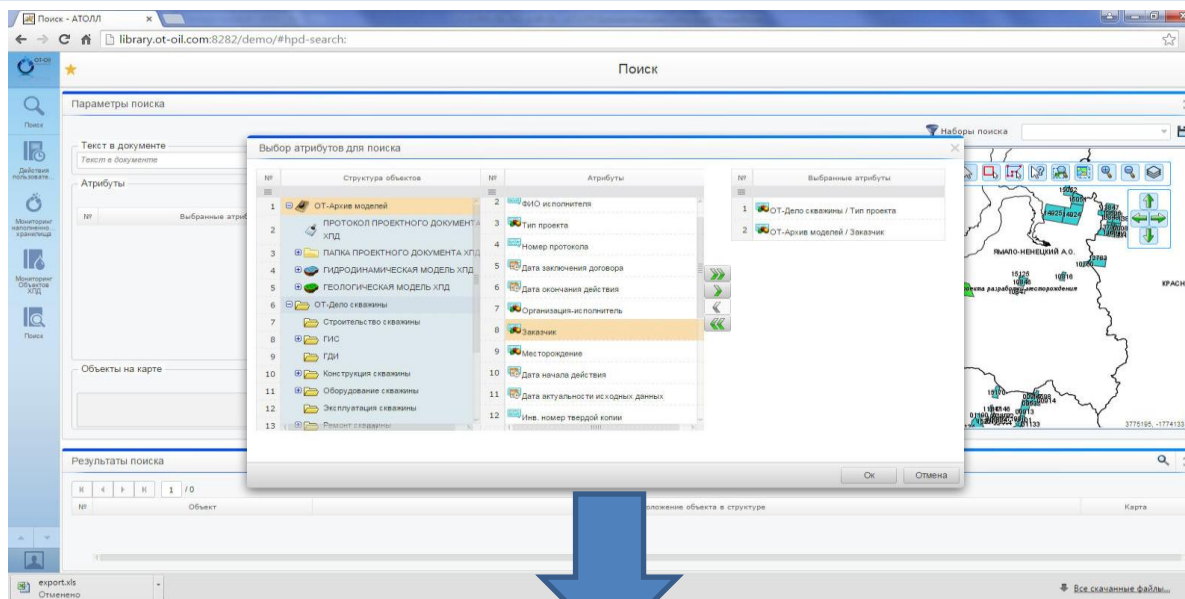 Поиск - АТОЛЛ
library.ot-oil.com:8282/demo/#hpd-search:
OT-OIL
Поиск
Поиск
Параметры поиска
Наборы поиска
Текст в документе
Текст в документе
Действия
пользовате...
Атрибуты
Мониторинг
наполненно...
хранилища
Мониторинг
Объектов
ХПД
Поиск
№
Объекты на карте
Выбор атрибутов для поиска
№ Структура объектов
1 ОТ-Архив моделей
2 ПРОТОКОЛ ПРОЕКТНОГО ДОКУМЕНТА
ХПД
3 ПАПКА ПРОЕКТНОГО ДОКУМЕНТА ХПД
4 ГИДРОДИНАМИЧЕСКАЯ МОДЕЛЬ ХПД
5 ГЕОЛОГИЧЕСКАЯ МОДЕЛЬ ХПД
6 ОТ-Дело скважины
7 Строительство скважины
8 ГИС
9 ГДИ
10 Конструкция скважины
11 Оборудование скважины
12 Эксплуатация скважины
13 Ремонт скважины
№ Атрибуты
2 ФИО исполнителя
3 Тип проекта
4 Номер протокола
5 Дата заключения договора
6 Дата окончания действия
7 Организация-исполнитель
8 Заказчик
9 Месторождение
10 Дата начала действия
11 Дата актуальности исходных данных
12 Инв. номер твердой копии
№ Выбранные атрибуты
1 ОТ-Дело скважины / Тип проекта
2 ОТ-Архив моделей / Заказчик
Ок Отмена
ЯМАЛО-НЕНЕЦКИЙ А.О.
КРАСН
15125
3775195, -1774133
Результаты поиска
1 / 0
№ Объект
положение объекта в структуре
Карта
export.xls
Отменено
Все скачанные файлы...